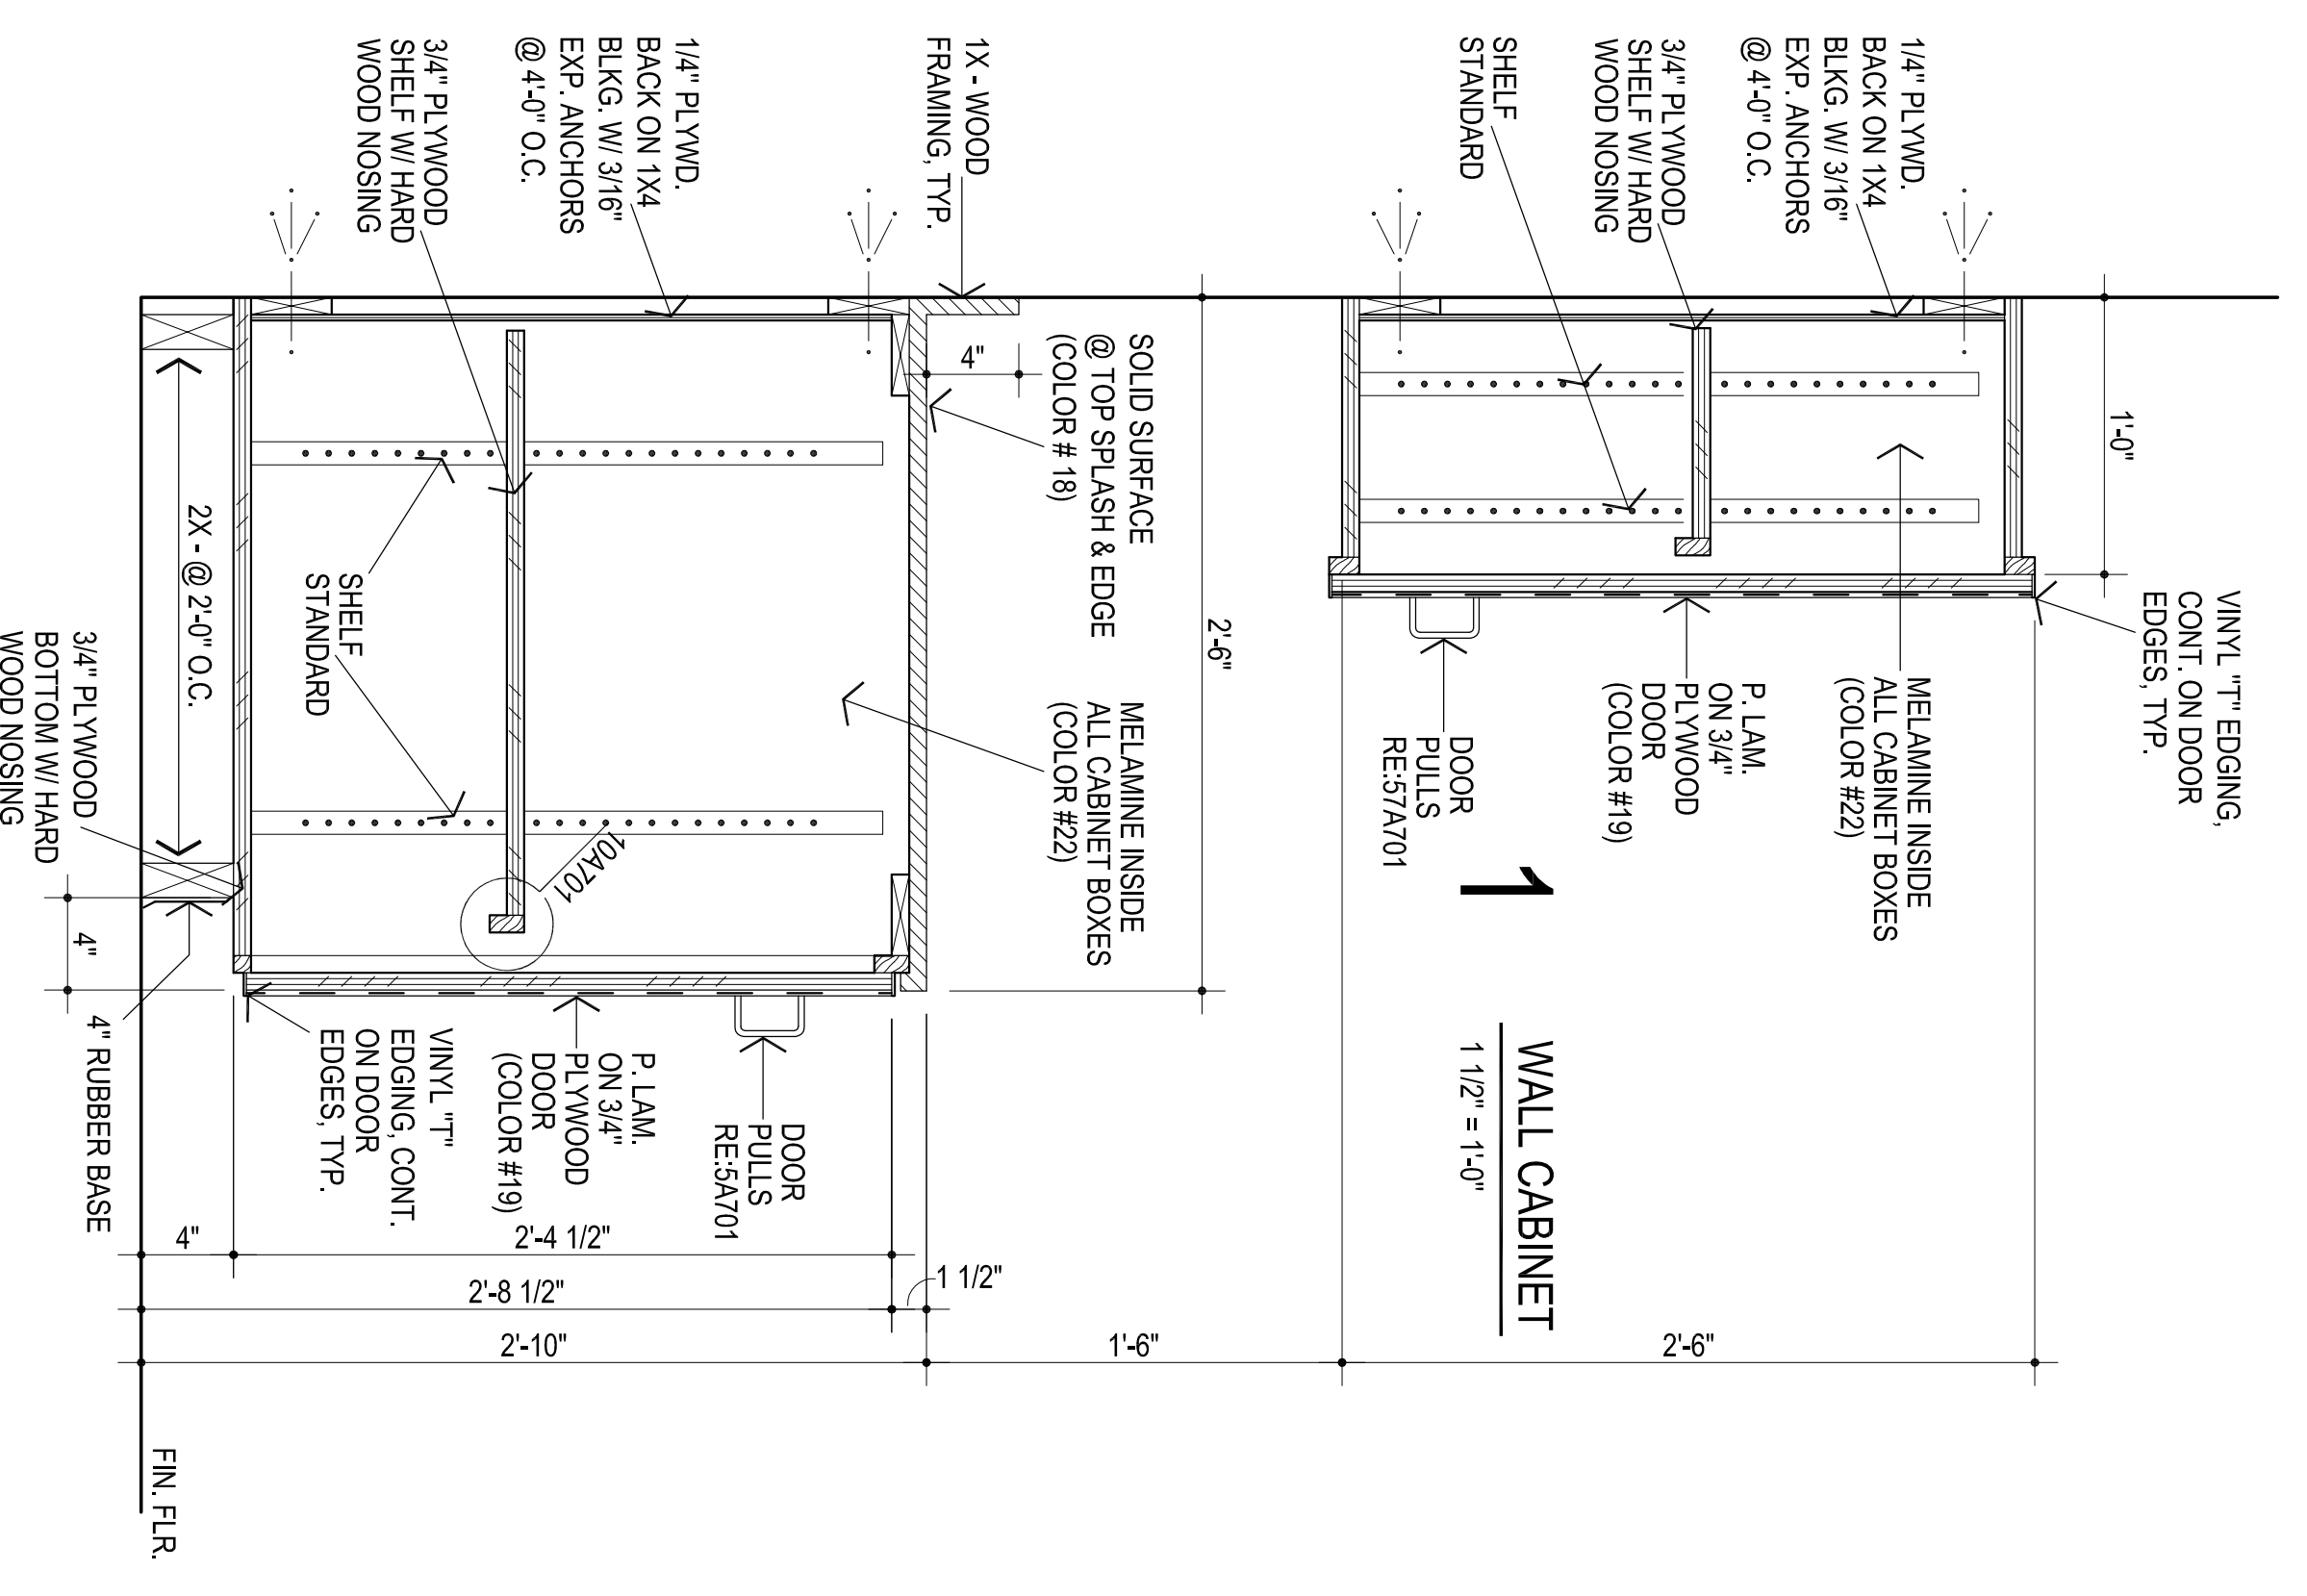 1/4" PLYWD.
BACK ON 1X4
BLKG. W/ 3/16"
EXP. ANCHORS
@ 4'-0" O.C.
3/4" PLYWOOD
SHELF W/ HARD
WOOD NOSING
SHELF
STANDARD
1'-0"
VINYL "T" EDGING,
CONT. ON DOOR
EDGES, TYP.
MELAMINE INSIDE
ALL CABINET BOXES
(COLOR #22)
P. LAM.
ON 3/4"
PLYWOOD
DOOR
(COLOR #19)
DOOR
PULLS
RE:57A701
2'-6"
1
WALL CABINET
1 1/2" = 1'-0"
1'-6"
2'-6"
1X - WOOD
FRAMING, TYP.
4"
SOLID SURFACE
@ TOP SPLASH & EDGE
(COLOR # 18)
MELAMINE INSIDE
ALL CABINET BOXES
(COLOR #22)
1/4" PLYWD.
BACK ON 1X4
BLKG. W/ 3/16"
EXP. ANCHORS
@ 4'-0" O.C.
3/4" PLYWOOD
SHELF W/ HARD
WOOD NOSING
SHELF
STANDARD
10A701
DOOR
PULLS
RE:5A701
P. LAM.
ON 3/4"
PLYWOOD
DOOR
(COLOR #19)
VINYL "T"
EDGING, CONT.
ON DOOR
EDGES, TYP.
2X - @ 2'-0" O.C.
3/4" PLYWOOD
BOTTOM W/ HARD
WOOD NOSING
4"
4" RUBBER BASE
4"
2'-4 1/2"
2'-8 1/2"
1 1/2"
2'-10"
FIN. FLR.